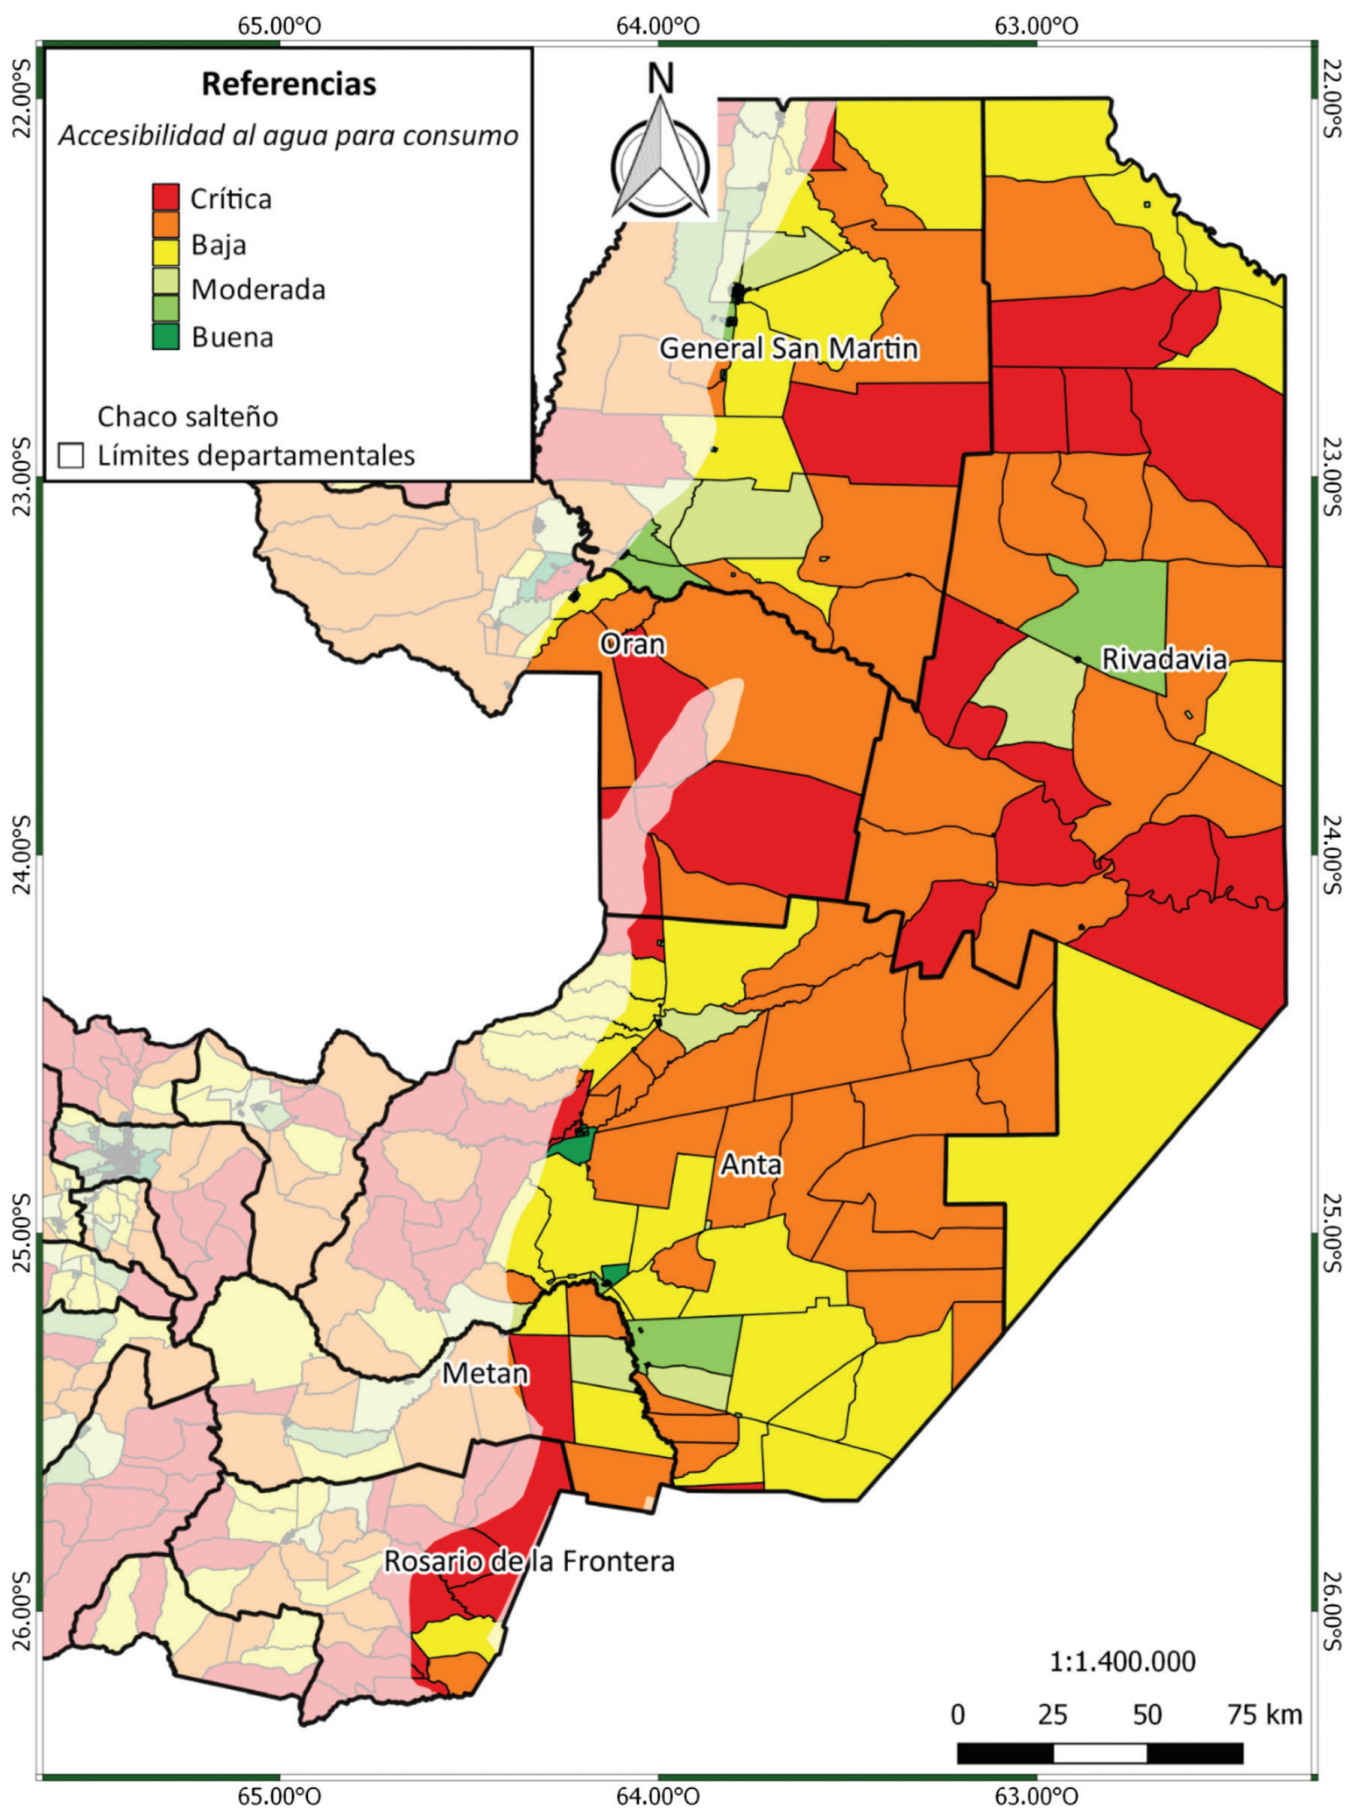 65.00°O 64.00°O 63.00°O
22.00°S
22.00°S
Referencias
Accesibilidad al agua para consumo
Crítica
Baja
Moderada
Buena
Chaco salteño
Límites departamentales
N
General San Martin
23.00°S
23.00°S
Oran
Rivadavia
24.00°S
24.00°S
Anta
25.00°S
25.00°S
Metan
Rosario de la Frontera
26.00°S
26.00°S
1:1.400.000
0 25 50 75 km
65.00°O 64.00°O 63.00°O